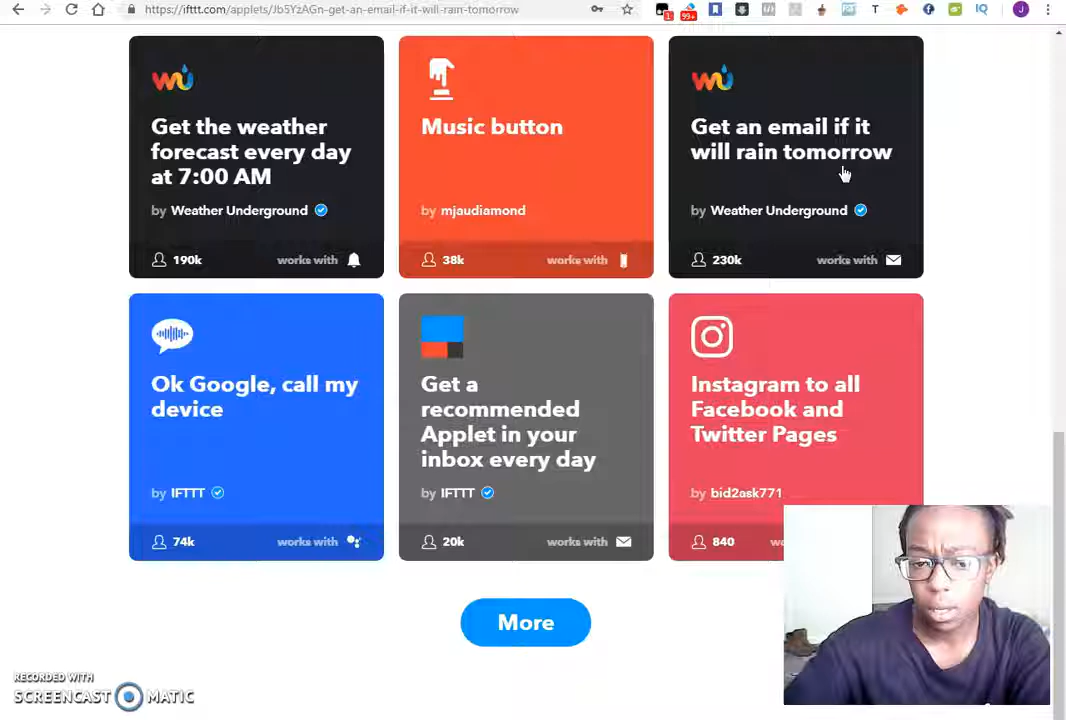 https://ifttt.com/applets/Jb5YzAGn-get-an-email-if-it-will-rain-tomorrow
1
99+
T
IQ
J
Get the weather
forecast every day
at 7:00 AM
by Weather Underground
190k works with
Music button
by mjaudiamond
38k works with
Get an email if it
will rain tomorrow
by Weather Underground
230k works with
Ok Google, call my
device
by IFTTT
74k works with
Get a
recommended
Applet in your
inbox every day
by IFTTT
20k works with
Instagram to all
Facebook and
Twitter Pages
by bid2ask771
840
More
RECORDED WITH
SCREENCAST MATIC